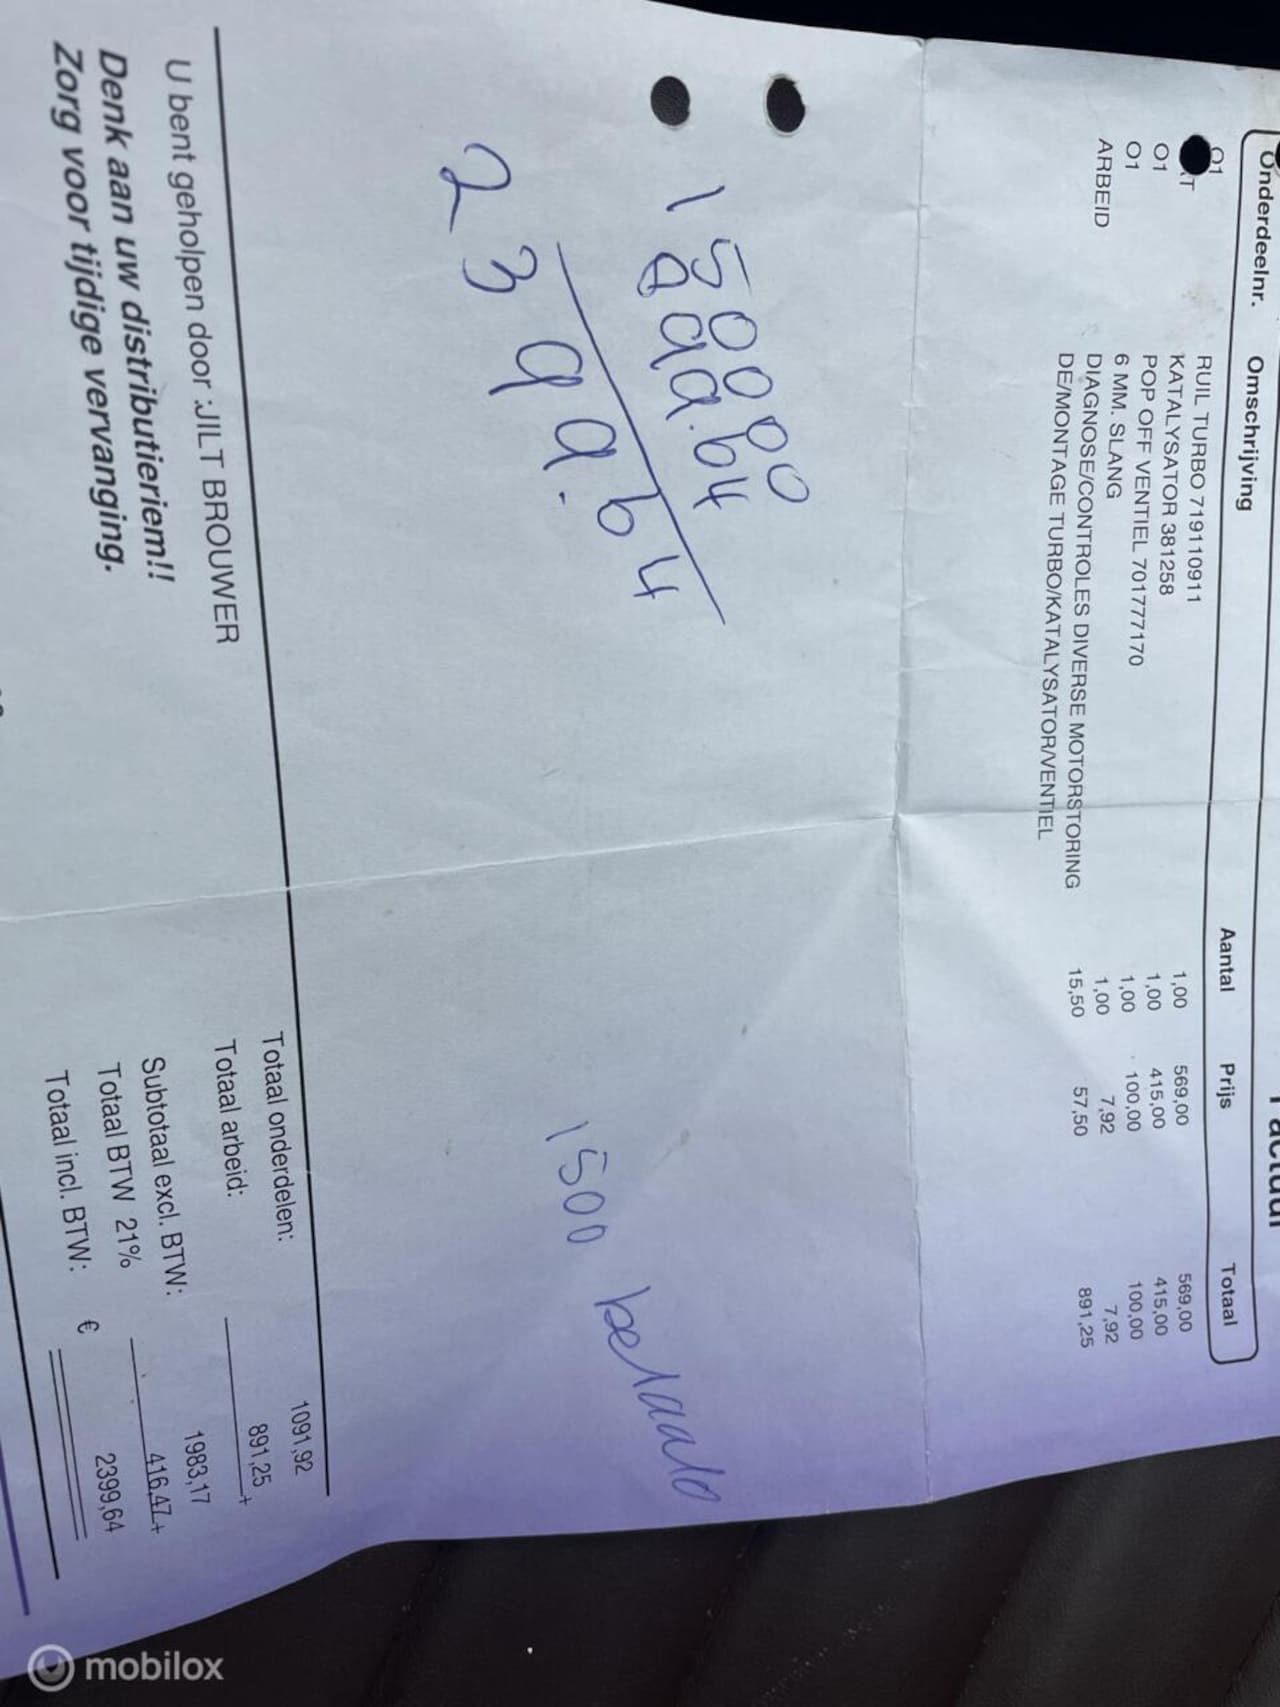 Factuur
Onderdeelnr. Omschrijving Aantal Prijs Totaal
01 RUIL TURBO 719110911 1,00 569,00 569,00
KATALYSATOR 381258 1,00 415,00 415,00
O1 POP OFF VENTIEL 701777170 1,00 100,00 100,00
O1 6 MM. SLANG 1,00 7,92 7,92
ARBEID DIAGNOSE/CONTROLES DIVERSE MOTORSTORING 15,50 57,50 891,25
DE/MONTAGE TURBO/KATALYSATOR/VENTIEL
1500 00
899.64
2399.64
1500 betaald
Totaal onderdelen: 1091,92
Totaal arbeid: 891,25 +
U bent geholpen door :JILT BROUWER
Subtotaal excl. BTW: 1983,17
Denk aan uw distributieriem!!
Totaal BTW 21% 416,47 +
Zorg voor tijdige vervanging.
Totaal incl. BTW: € 2399,64
mobilox